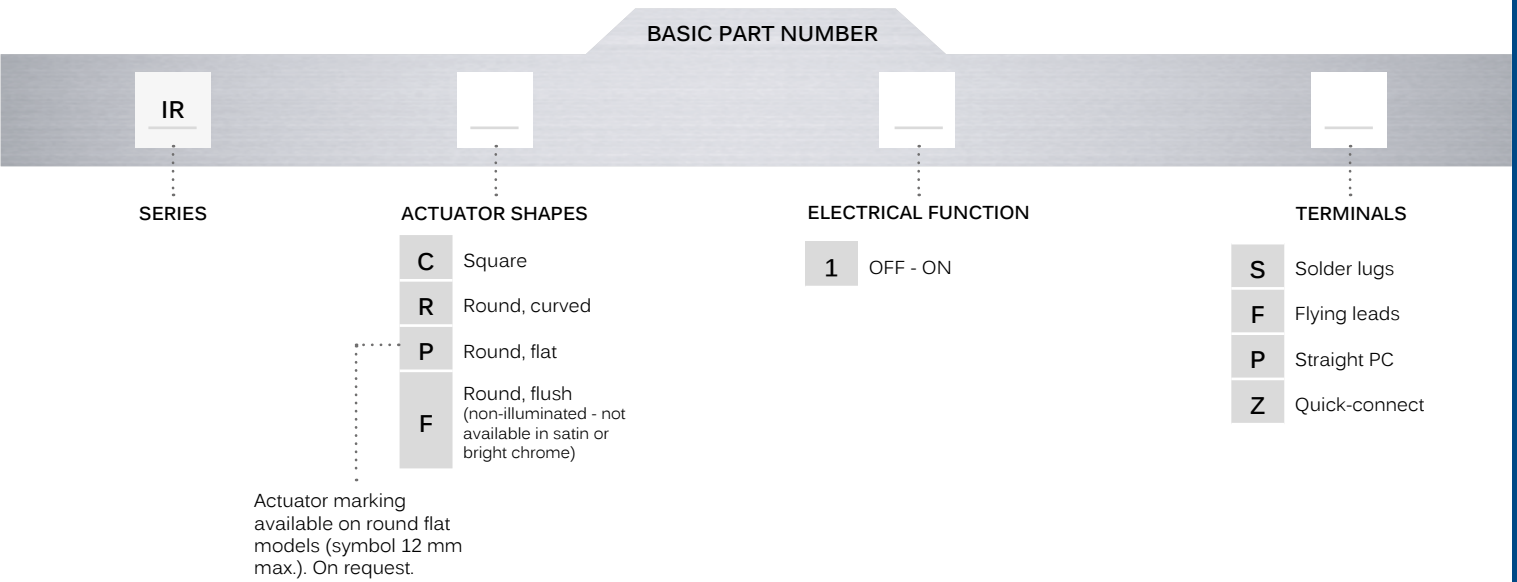 BASIC PART NUMBER
IR
SERIES
ACTUATOR SHAPES
C Square
R Round, curved
P Round, flat
F Round, flush
(non-illuminated - not
available in satin or
bright chrome)
Actuator marking
available on round flat
models (symbol 12 mm
max.). On request.
ELECTRICAL FUNCTION
1 OFF - ON
TERMINALS
S Solder lugs
F Flying leads
P Straight PC
Z Quick-connect